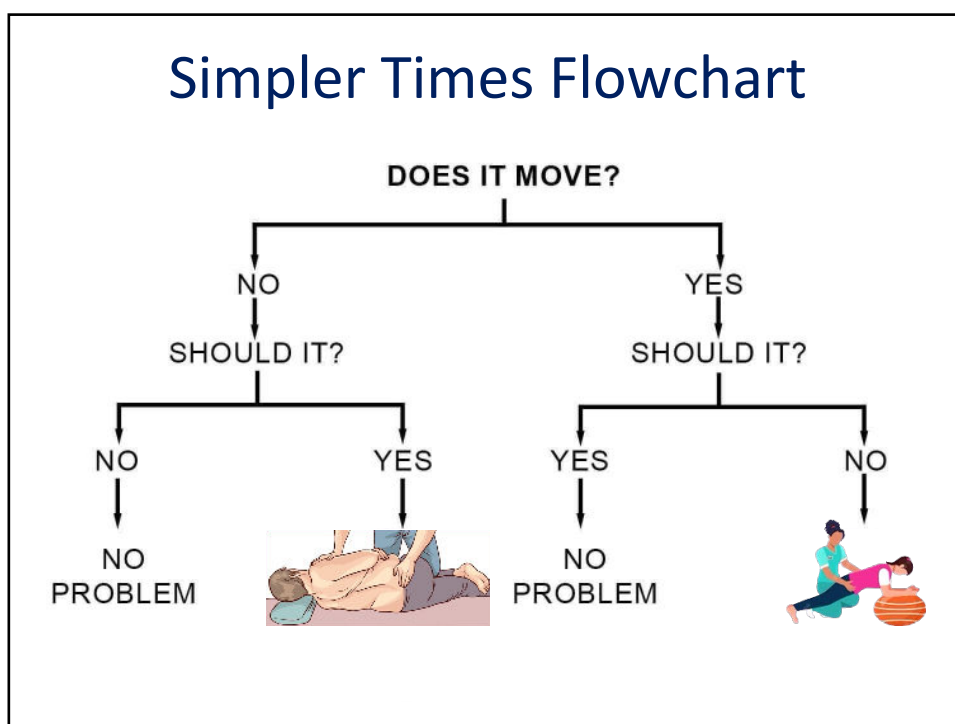 Simpler Times Flowchart
DOES IT MOVE?
NO
YES
SHOULD IT?
SHOULD IT?
NO
YES
YES
NO
NO
PROBLEM
NO
PROBLEM